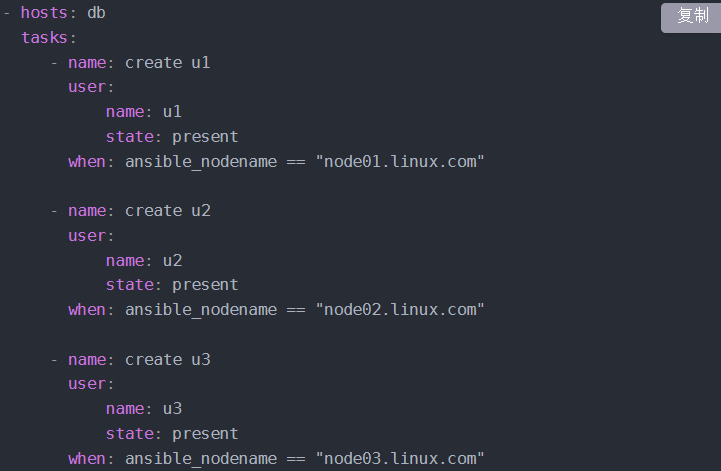 - hosts: db
复制
  tasks:
     - name: create u1
       user:
           name: u1
           state: present
       when: ansible_nodename == "node01.linux.com"

     - name: create u2
       user:
           name: u2
           state: present
       when: ansible_nodename == "node02.linux.com"

     - name: create u3
       user:
           name: u3
           state: present
       when: ansible_nodename == "node03.linux.com"